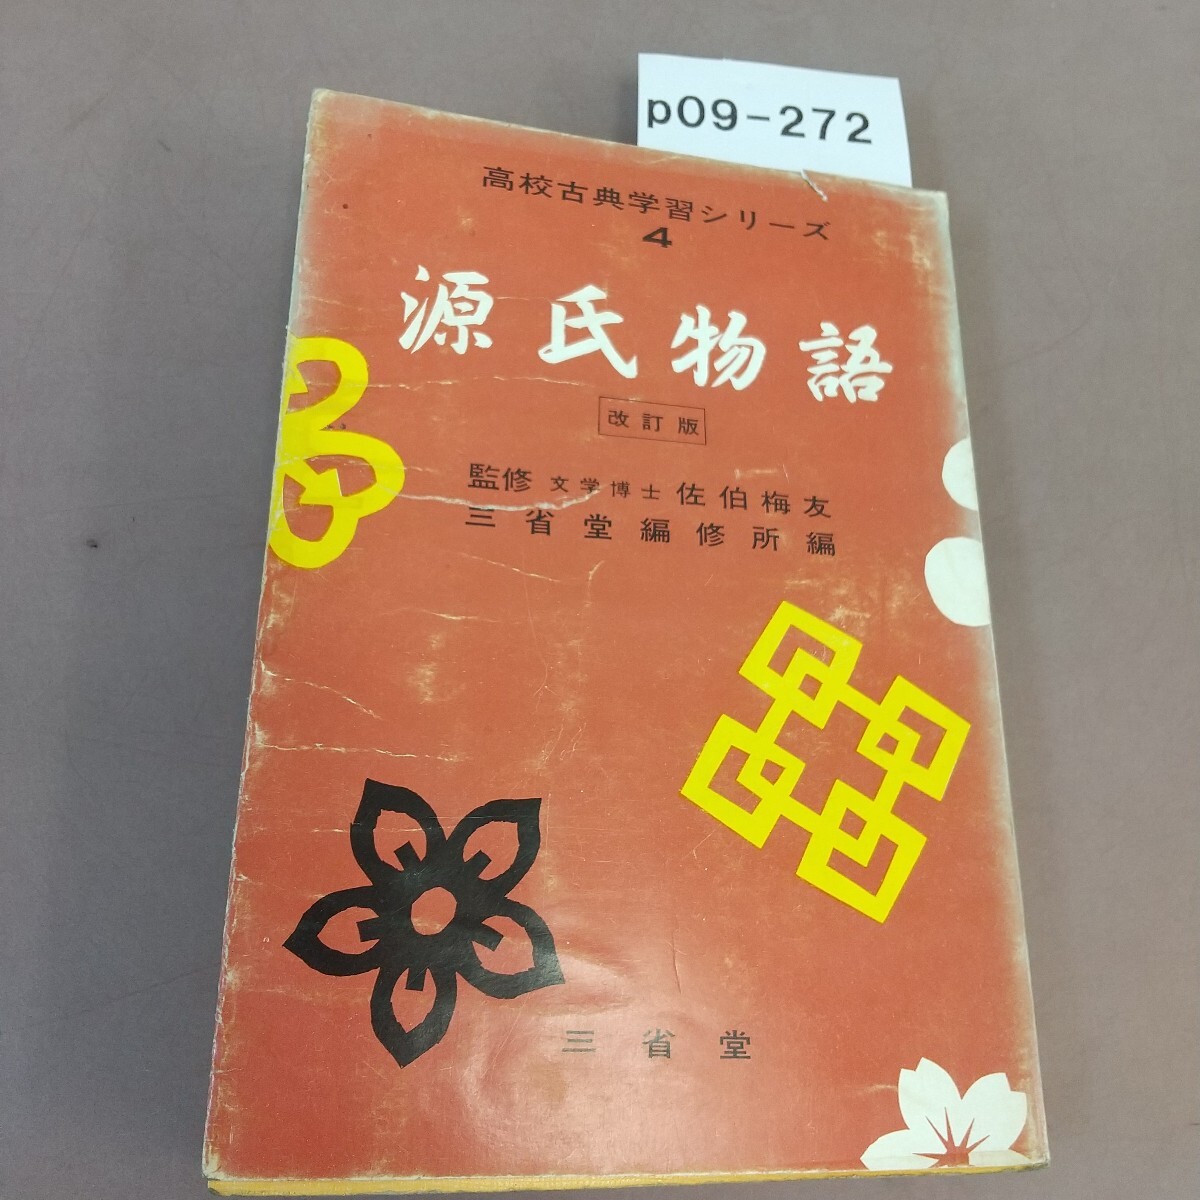 p09-272
高校古典学習シリーズ
4
源氏物語
改訂版
監修 文学博士 佐伯梅友
三省堂編修所編
三省堂